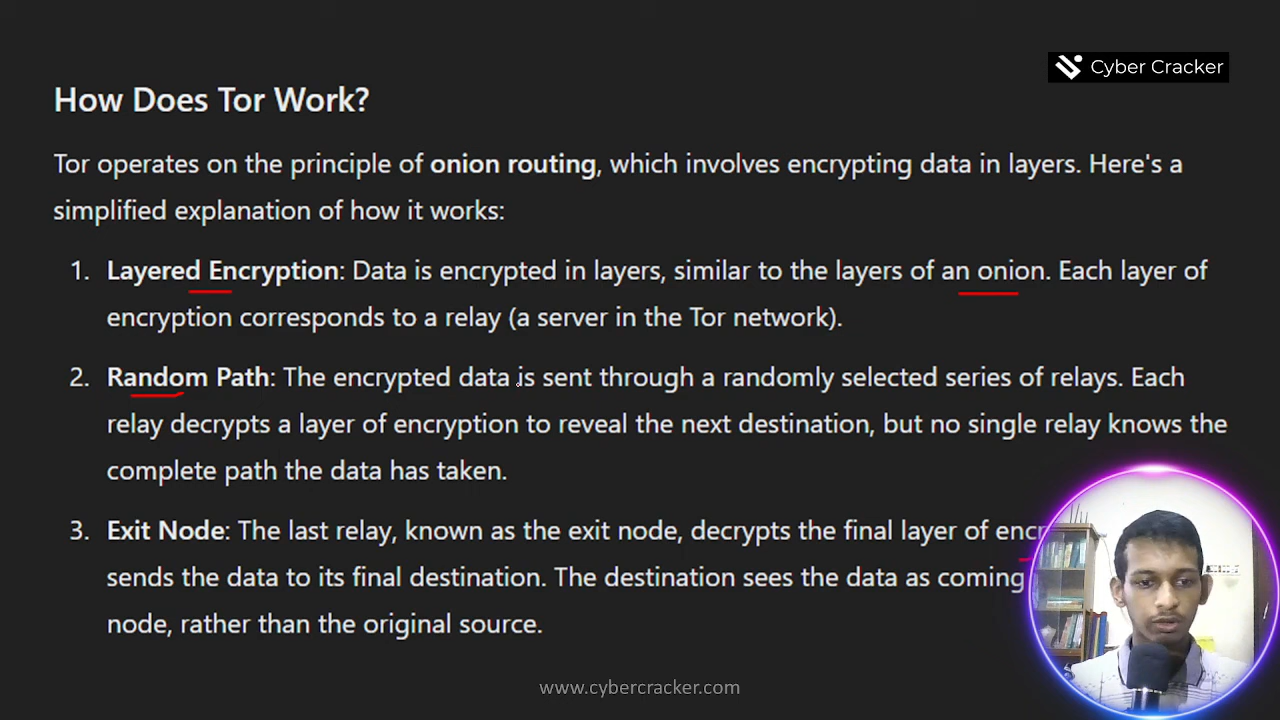 Cyber Cracker
How Does Tor Work?
Tor operates on the principle of onion routing, which involves encrypting data in layers. Here's a
simplified explanation of how it works:
1. Layered Encryption: Data is encrypted in layers, similar to the layers of an onion. Each layer of
encryption corresponds to a relay (a server in the Tor network).
2. Random Path: The encrypted data is sent through a randomly selected series of relays. Each
relay decrypts a layer of encryption to reveal the next destination, but no single relay knows the
complete path the data has taken.
3. Exit Node: The last relay, known as the exit node, decrypts the final layer of
sends the data to its final destination. The destination sees the data as coming
node, rather than the original source.
www.cybercracker.com